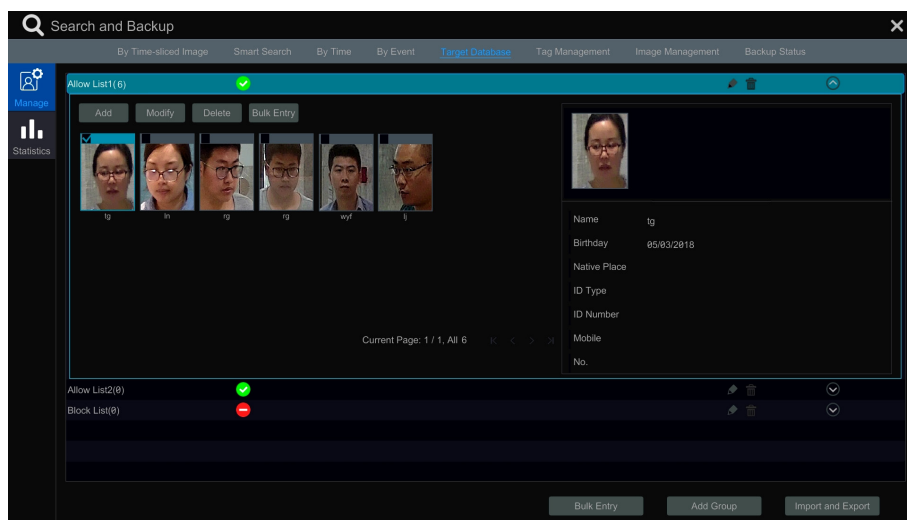 Search and Backup
By Time-sliced Image Smart Search By Time By Event Target Database Tag Management Image Management Backup Status
Manage
Statistics
Allow List1(6)
Add Modify Delete Bulk Entry
tg ln rg rg wyf lj
Name tg
Birthday 05/03/2018
Native Place
ID Type
ID Number
Mobile
No.
Current Page: 1 / 1, All 6
Allow List2(0)
Block List(0)
Bulk Entry Add Group Import and Export